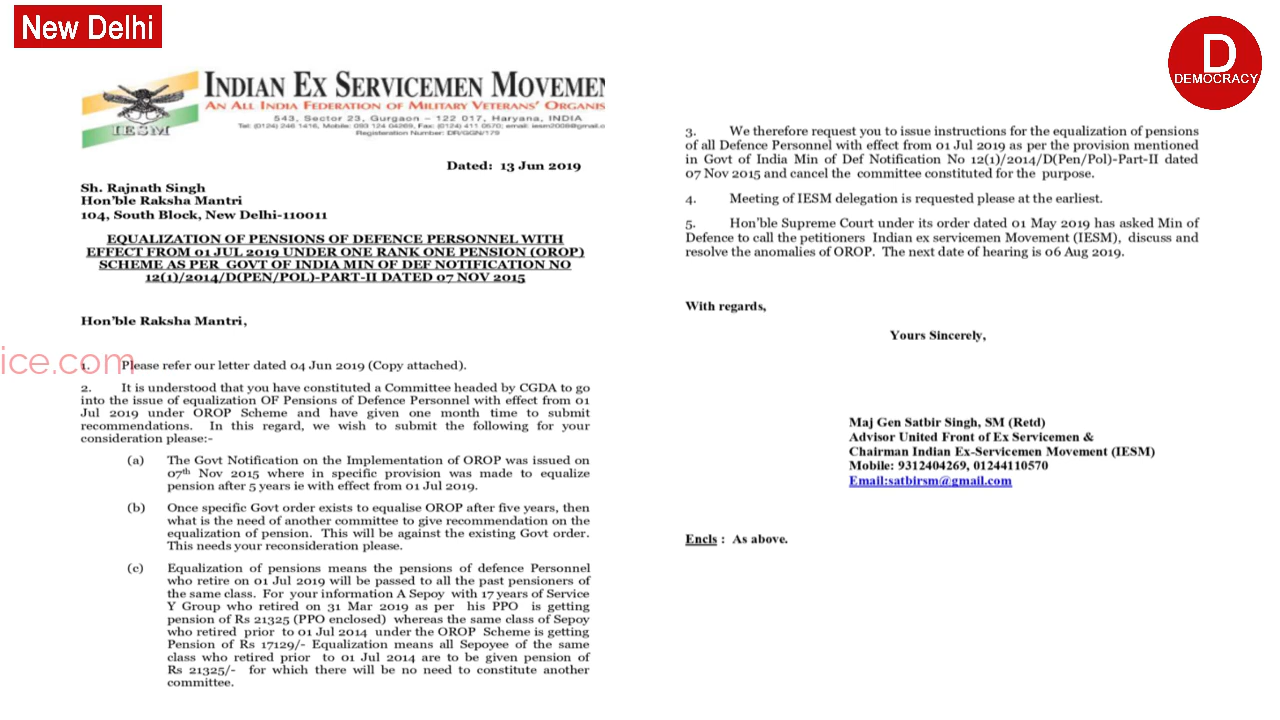 New Delhi
D
DEMOCRACY
INDIAN EX SERVICEMEN MOVEMEN
AN ALL INDIA FEDERATION OF MILITARY VETERANS' ORGANIS
IESM
543, Sector 23, Gurgaon – 122 017, Haryana, INDIA
Registeration Number: DR/GGN/179
Dated: 13 Jun 2019
Sh. Rajnath Singh
Hon'ble Raksha Mantri
104, South Block, New Delhi-110011
EQUALIZATION OF PENSIONS OF DEFENCE PERSONNEL WITH
EFFECT FROM 01 JUL 2019 UNDER ONE RANK ONE PENSION (OROP)
SCHEME AS PER GOVT OF INDIA MIN OF DEF NOTIFICATION NO
12(1)/2014/D(PEN/POL)-PART-II DATED 07 NOV 2015
Hon'ble Raksha Mantri,
ice.com
1. Please refer our letter dated 04 Jun 2019 (Copy attached).
2. It is understood that you have constituted a Committee headed by CGDA to go
into the issue of equalization OF Pensions of Defence Personnel with effect from 01
Jul 2019 under OROP Scheme and have given one month time to submit
recommendations. In this regard, we wish to submit the following for your
consideration please:-
(a) The Govt Notification on the Implementation of OROP was issued on
07th Nov 2015 where in specific provision was made to equalize
pension after 5 years ie with effect from 01 Jul 2019.
(b) Once specific Govt order exists to equalise OROP after five years, then
what is the need of another committee to give recommendation on the
equalization of pension. This will be against the existing Govt order.
This needs your reconsideration please.
(c) Equalization of pensions means the pensions of defence Personnel
who retire on 01 Jul 2019 will be passed to all the past pensioners of
the same class. For your information A Sepoy with 17 years of Service
Y Group who retired on 31 Mar 2019 as per his PPO is getting
pension of Rs 21325 (PPO enclosed) whereas the same class of Sepoy
who retired prior to 01 Jul 2014 under the OROP Scheme is getting
Pension of Rs 17129/- Equalization means all Sepoyee of the same
class who retired prior to 01 Jul 2014 are to be given pension of
Rs 21325/- for which there will be no need to constitute another
committee.
3. We therefore request you to issue instructions for the equalization of pensions
of all Defence Personnel with effect from 01 Jul 2019 as per the provision mentioned
in Govt of India Min of Def Notification No 12(1)/2014/D(Pen/Pol)-Part-II dated
07 Nov 2015 and cancel the committee constituted for the purpose.
4. Meeting of IESM delegation is requested please at the earliest.
5. Hon'ble Supreme Court under its order dated 01 May 2019 has asked Min of
Defence to call the petitioners Indian ex servicemen Movement (IESM), discuss and
resolve the anomalies of OROP. The next date of hearing is 06 Aug 2019.
With regards,
Yours Sincerely,
Maj Gen Satbir Singh, SM (Retd)
Advisor United Front of Ex Servicemen &
Chairman Indian Ex-Servicemen Movement (IESM)
Mobile: 9312404269, 01244110570
Email:satbirsm@gmail.com
Encls : As above.